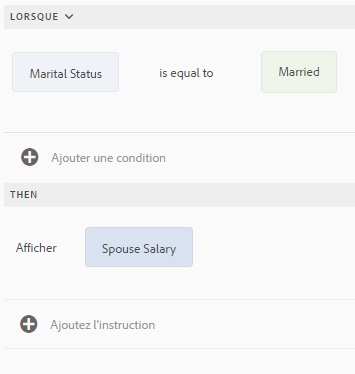 LORSQUE
Marital Status is equal to Married
Ajouter une condition
THEN
Afficher Spouse Salary
Ajoutez l'instruction